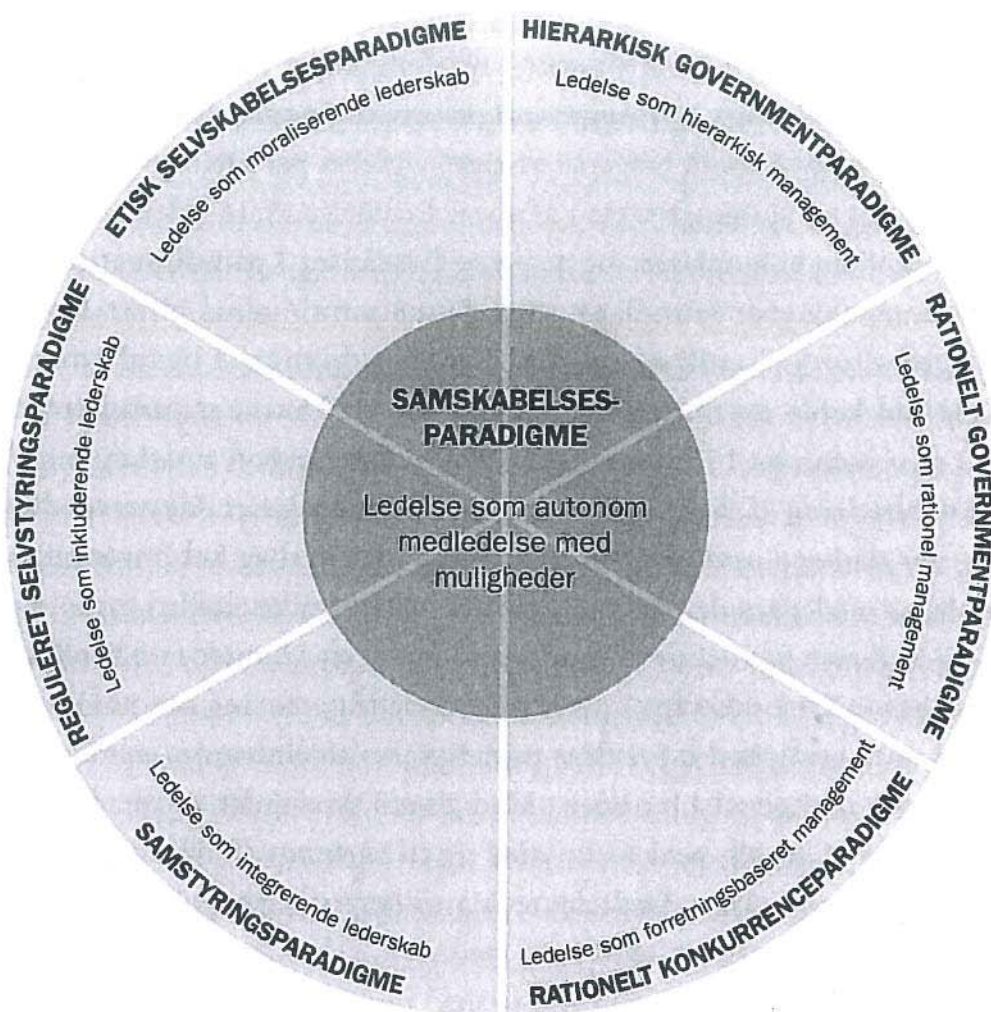 HIERARKISK GOVERNMENTPARADIGME
Ledelse som hierarkisk management
RATIONELT GOVERNMENTPARADIGME
Ledelse som rationel management
RATIONELT KONKURRENCEPARADIGME
Ledelse som forretningsbaseret management
SAMSTYRINGSPARADIGME
Ledelse som integrerende lederskab
REGULERET SELVSTYRINGSPARADIGME
Ledelse som inkluderende lederskab
ETISK SELVSKABELSESPARADIGME
Ledelse som moraliserende lederskab
SAMSKABELSES-
PARADIGME
Ledelse som autonom
medledelse med
muligheder